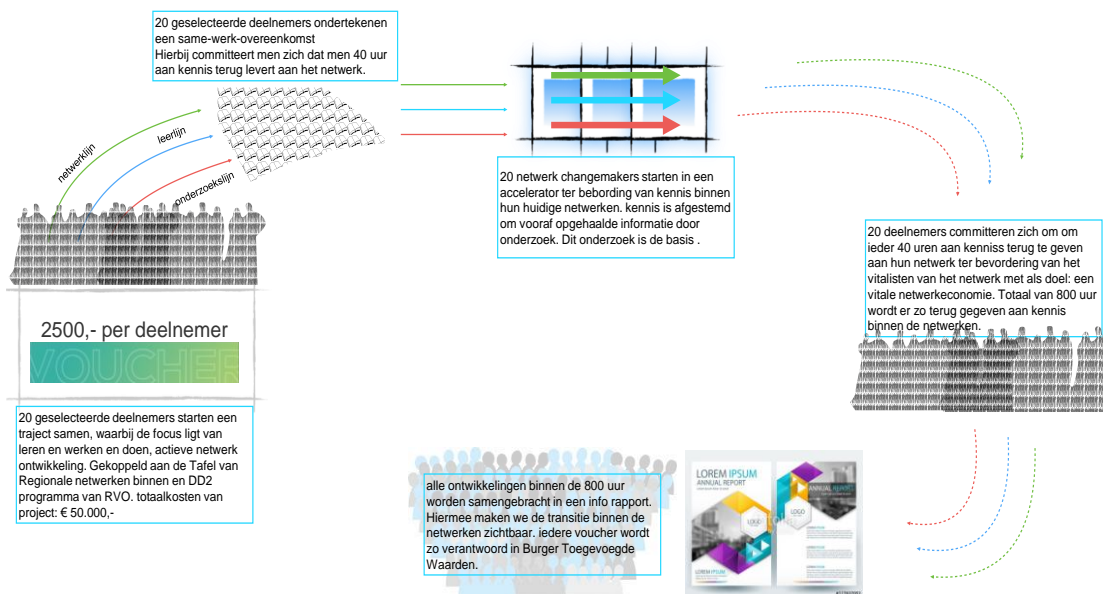 20 geselecteerde deelnemers ondertekenen
een same-werk-overeenkomst
Hierbij committeert men zich dat men 40 uur
aan kennis terug levert aan het netwerk.
netwerklijn
leerlijn
onderzoekslijn
20 netwerk changemakers starten in een
accelerator ter bebording van kennis binnen
hun huidige netwerken. kennis is afgestemd
om vooraf opgehaalde informatie door
onderzoek. Dit onderzoek is de basis .
20 deelnemers committeren zich om om
ieder 40 uren aan kenniss terug te geven
aan hun netwerk ter bevordering van het
vitalisten van het netwerk met als doel: een
vitale netwerkeconomie. Totaal van 800 uur
wordt er zo terug gegeven aan kennis
binnen de netwerken.
2500,- per deelnemer
VOUCHER
20 geselecteerde deelnemers starten een
traject samen, waarbij de focus ligt van
leren en werken en doen, actieve netwerk
ontwikkeling. Gekoppeld aan de Tafel van
Regionale netwerken binnen en DD2
programma van RVO. totaalkosten van
project: € 50.000,-
alle ontwikkelingen binnen de 800 uur
worden samengebracht in een info rapport.
Hiermee maken we de transitie binnen de
netwerken zichtbaar. iedere voucher wordt
zo verantwoord in Burger Toegevoegde
Waarden.
LOREM IPSUM
ANNUAL REPORT
LOGO
LOREM IPSUM
ANNUAL REPORT
LOGO